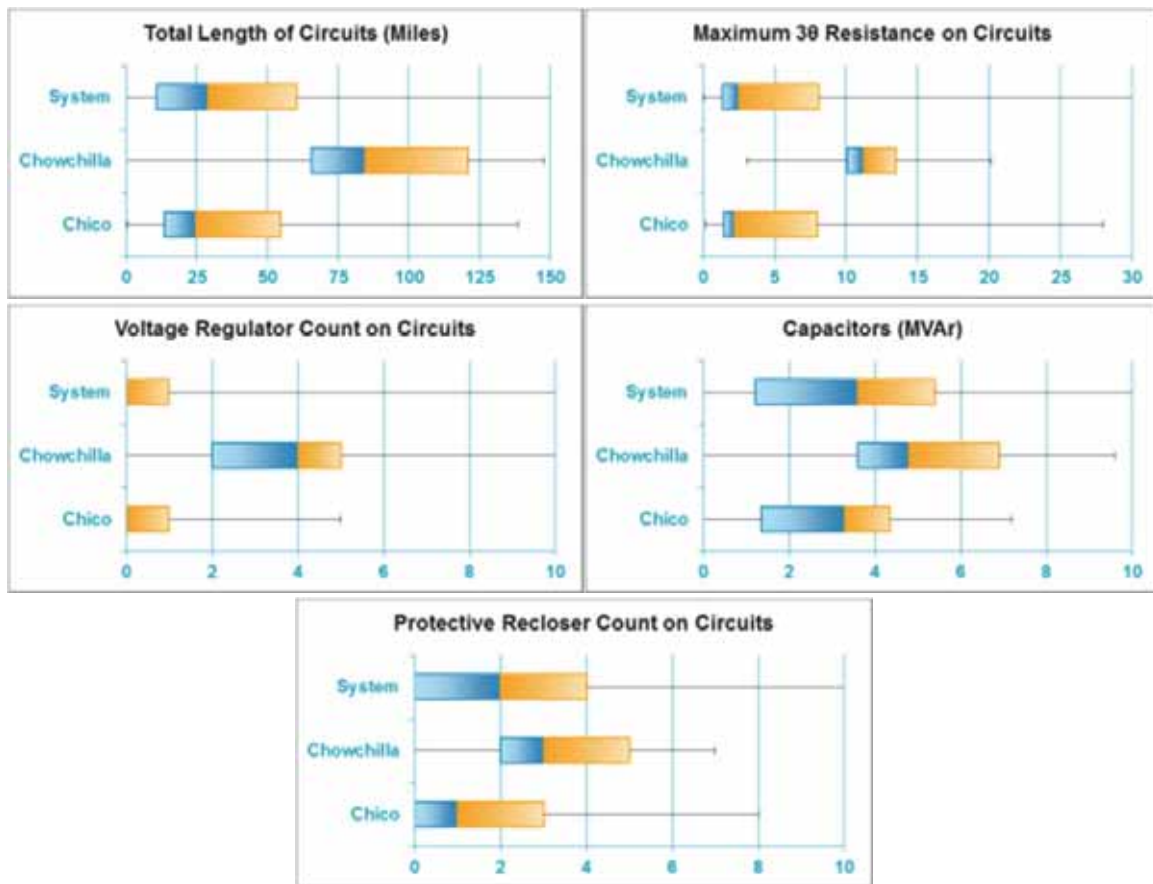 Total Length of Circuits (Miles)
System
Chowchilla
Chico
0 25 50 75 100 125 150
Maximum 3θ Resistance on Circuits
System
Chowchilla
Chico
0 5 10 15 20 25 30
Voltage Regulator Count on Circuits
System
Chowchilla
Chico
0 2 4 6 8 10
Capacitors (MVAr)
System
Chowchilla
Chico
0 2 4 6 8 10
Protective Recloser Count on Circuits
System
Chowchilla
Chico
0 2 4 6 8 10